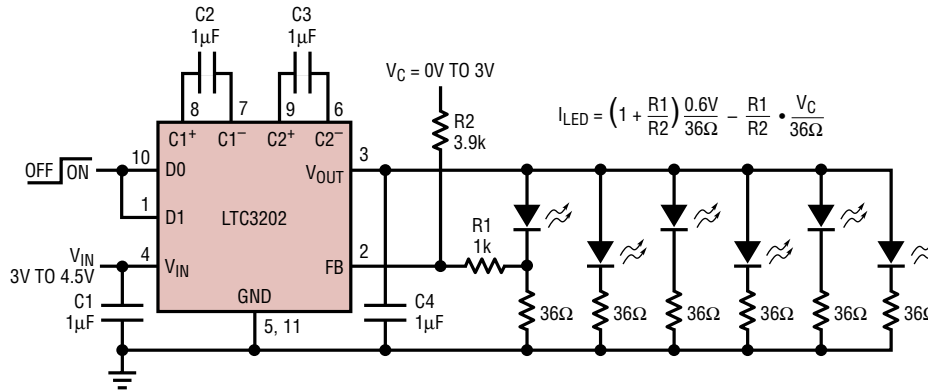 C2
1µF
C3
1µF
V_C = 0V TO 3V
8
7
9
6
C1+
C1–
C2+
C2–
R2
3.9k
I_LED = (1 + R1/R2) 0.6V/36Ω – R1/R2 • V_C/36Ω
OFF ON
10
D0
V_OUT
3
1
D1
LTC3202
R1
1k
V_IN
3V TO 4.5V
4
V_IN
FB
2
C1
1µF
GND
5, 11
C4
1µF
36Ω
36Ω
36Ω
36Ω
36Ω
36Ω